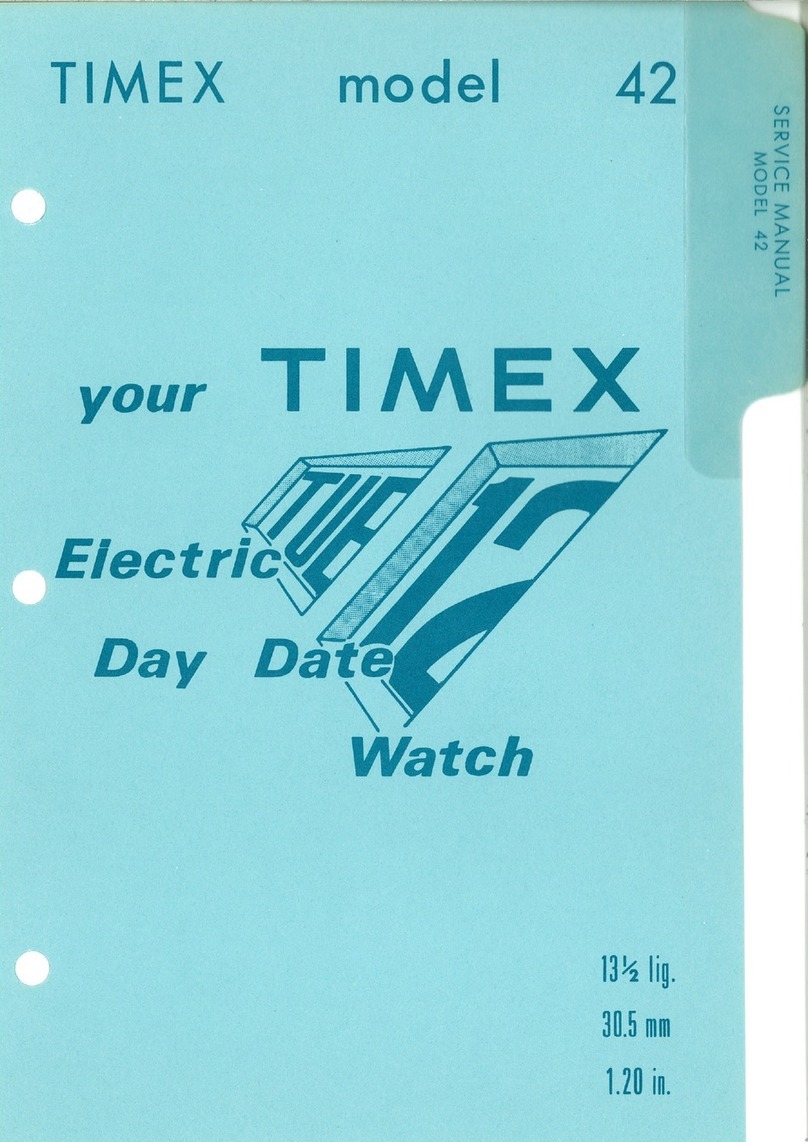 TIMEX model 42
SERVICE MANUAL
MODEL 42
your TIMEX
TUE 12
Electric
Day Date
Watch
13½ lig.
30.5 mm
1.20 in.